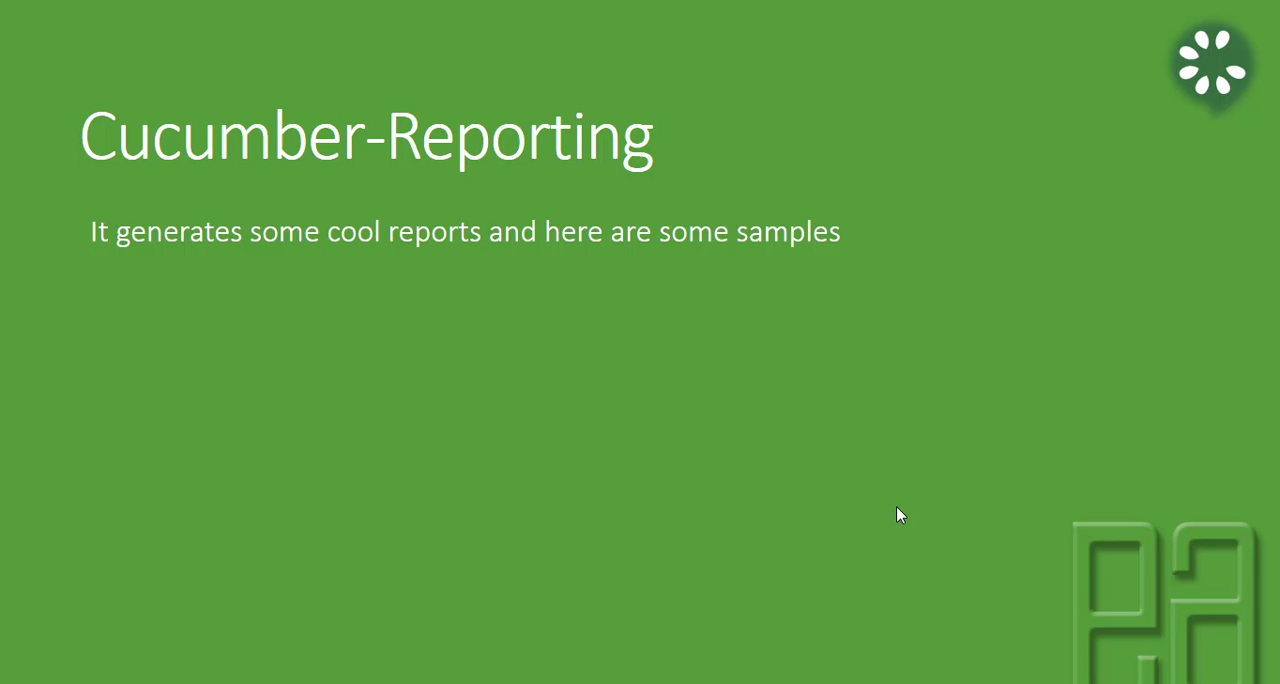 Cucumber-Reporting
It generates some cool reports and here are some samples